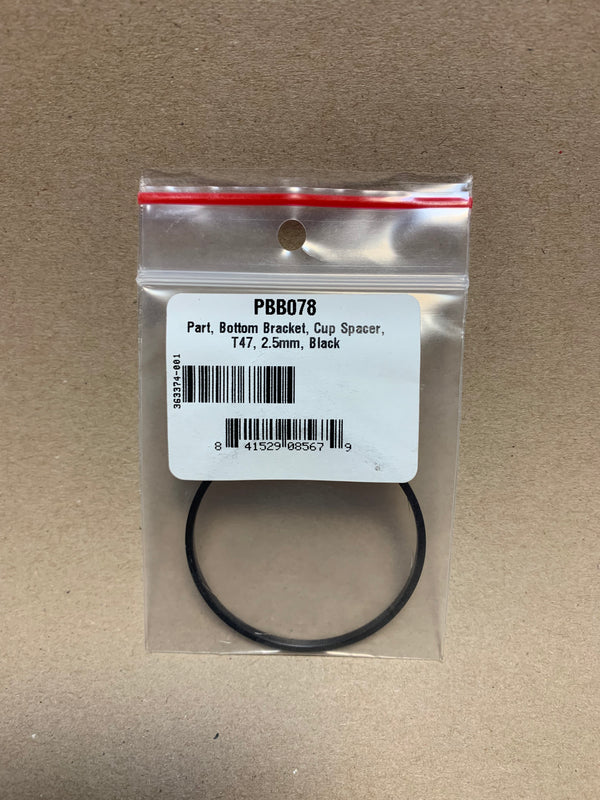 PBB078
Part, Bottom Bracket, Cup Spacer,
T47, 2.5mm, Black
363374-001
8 41529 08567 9